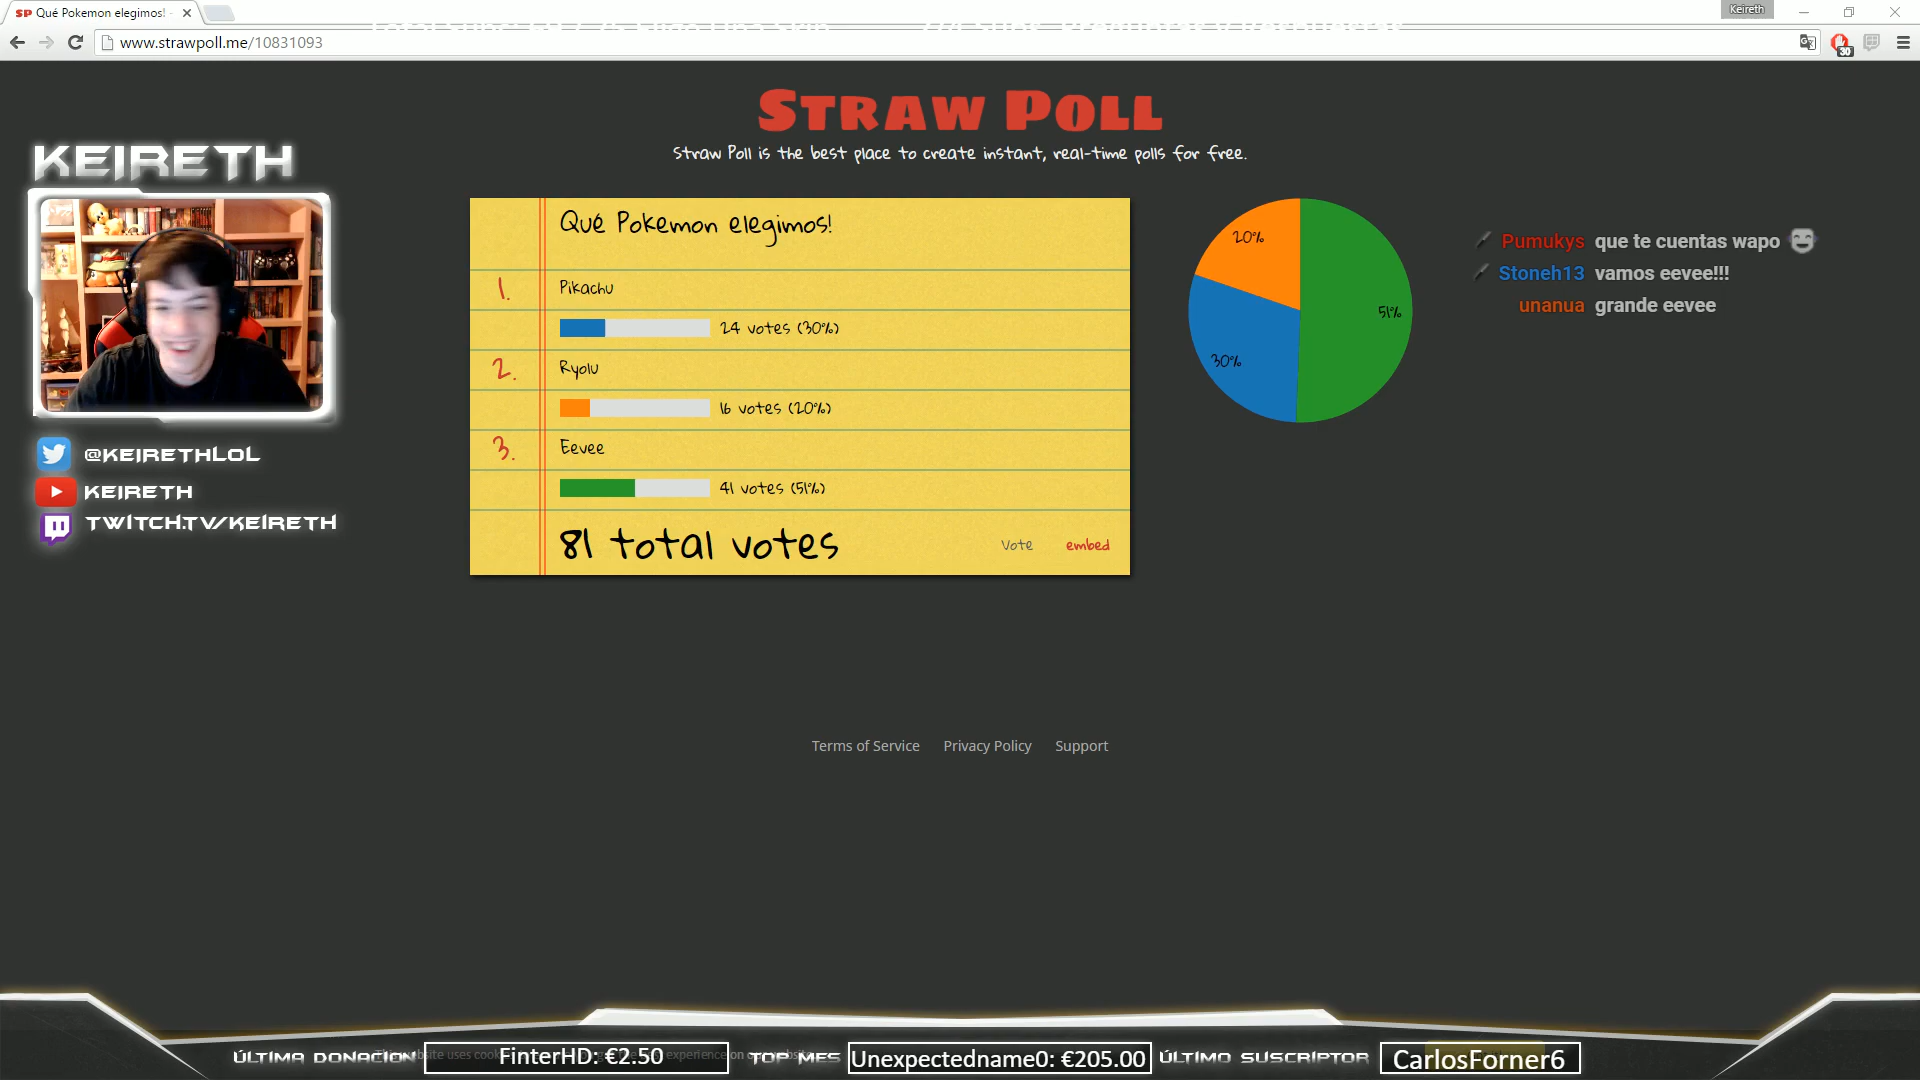 SP Qué Pokemon elegimos! -
Keireth
www.strawpoll.me/10831093
30
STRAW POLL
Straw Poll is the best place to create instant, real-time polls for free.
KEIRETH
Qué Pokemon elegimos!
1.
Pikachu
24 votes (30%)
2.
Ryolu
16 votes (20%)
3.
Eevee
41 votes (51%)
81 total votes
Vote
embed
20%
51%
30%
Pumukys que te cuentas wapo
Stoneh13 vamos eevee!!!
unanua grande eevee
@KEIRETHLOL
KEIRETH
TWITCH.TV/KEIRETH
Terms of Service Privacy Policy Support
ÚLTIMA DONACIÓN FinterHD: €2.50 TOP MES Unexpectedname0: €205.00 ÚLTIMO SUSCRIPTOR CarlosForner6